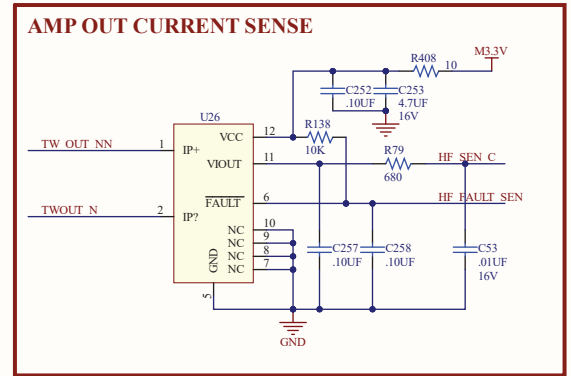 AMP OUT CURRENT SENSE
M3.3V
R408
10
C252
.10UF
C253
4.7UF
16V
U26
R138
10K
VCC
12
TW_OUT_NN
1
IP+
VIOUT
11
R79
680
HF_SEN_C
TWOUT_N
2
IP?
FAULT
6
HF_FAULT_SEN
NC
10
NC
9
NC
8
NC
7
GND
5
C257
.10UF
C258
.10UF
C53
.01UF
16V
GND